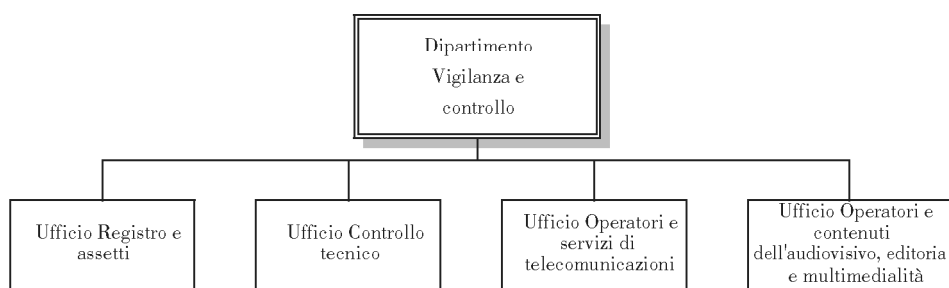 Dipartimento
Vigilanza e
controllo
Ufficio Registro e
assetti
Ufficio Controllo
tecnico
Ufficio Operatori e
servizi di
telecomunicazioni
Ufficio Operatori e
contenuti
dell'audiovisivo, editoria
e multimedialità